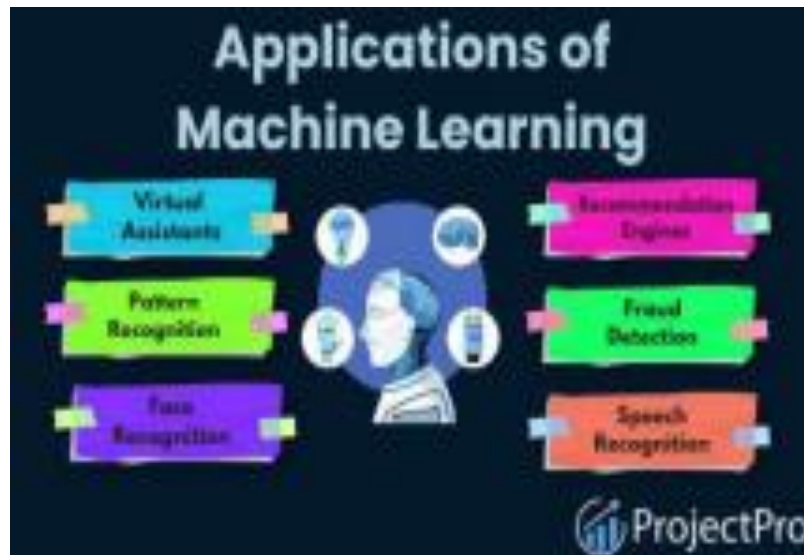 Applications of
Machine Learning
Virtual
Assistants
Pattern
Recognition
Face
Recognition
Recommendation
Engines
Fraud
Detection
Speech
Recognition
ProjectPro